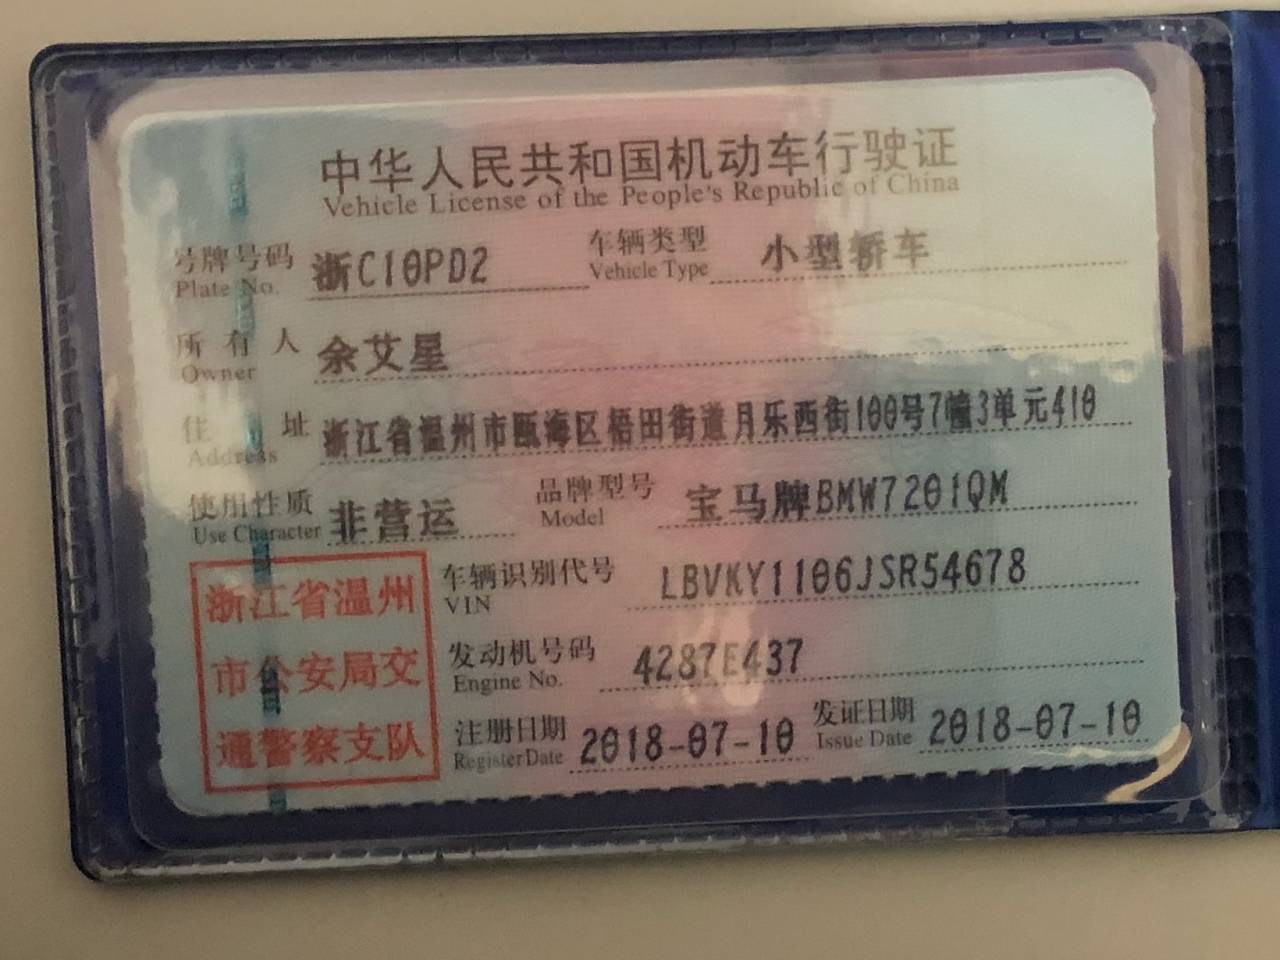 中华人民共和国机动车行驶证
Vehicle License of the People's Republic of China
号牌号码 浙C10PD2 车辆类型 小型轿车
Plate No. Vehicle Type
所有人 余艾星
Owner
住址 浙江省温州市瓯海区梧田街道月乐西街100号7幢3单元410
Address
使用性质 非营运 品牌型号 宝马牌BMW7201QM
Use Character Model
浙江省温州
市公安局交
通警察支队
车辆识别代号 LBVKY1106JSR54678
VIN
发动机号码 4287E437
Engine No.
注册日期 2018-07-10 发证日期 2018-07-10
Register Date Issue Date